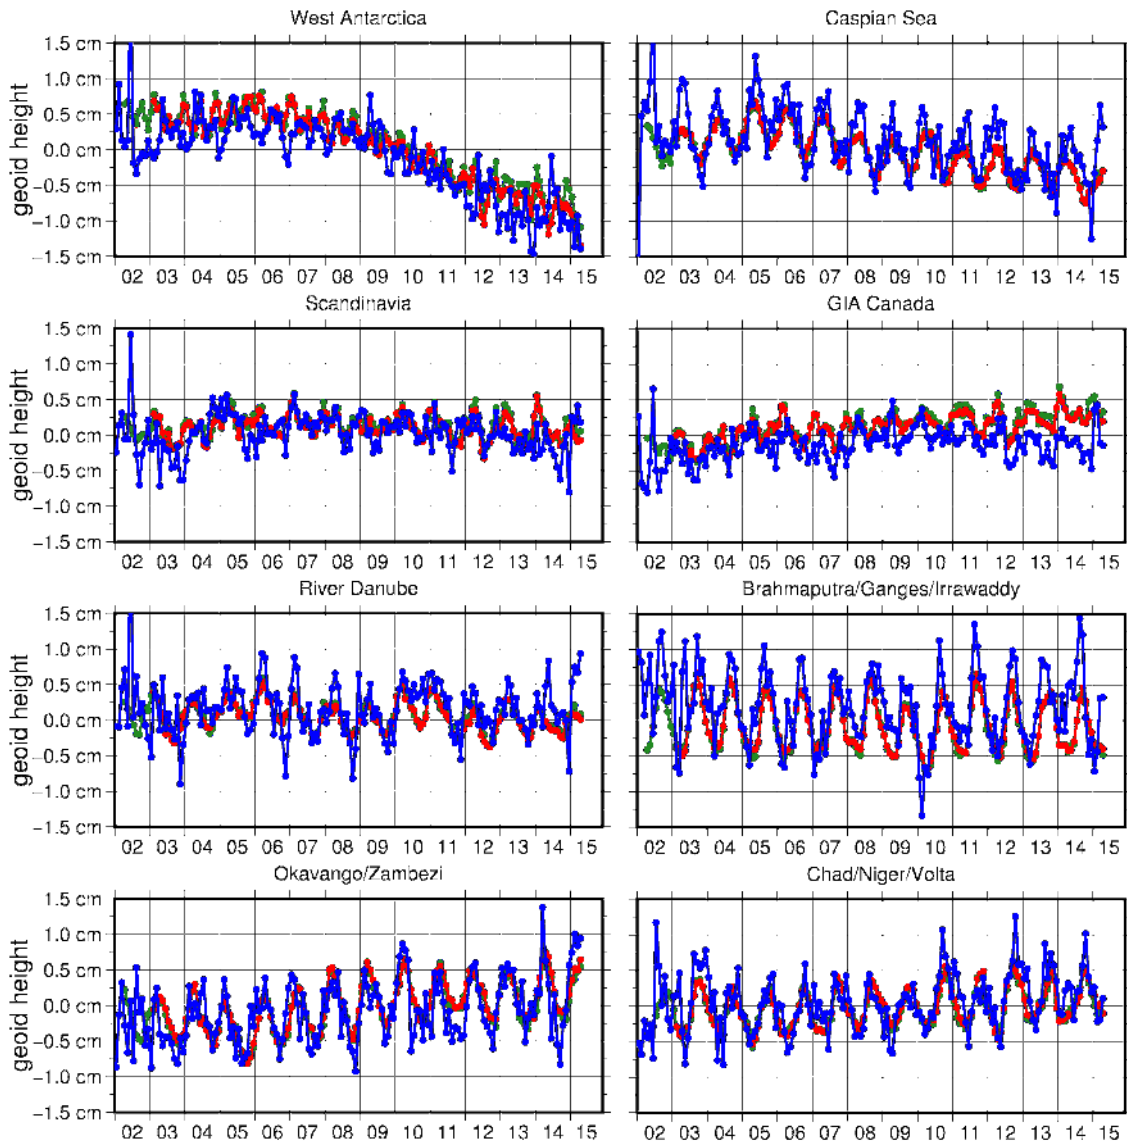 West Antarctica
Caspian Sea
geoid height
1.5 cm
1.0 cm
0.5 cm
0.0 cm
−0.5 cm
−1.0 cm
−1.5 cm
02 03 04 05 06 07 08 09 10 11 12 13 14 15
02 03 04 05 06 07 08 09 10 11 12 13 14 15
Scandinavia
GIA Canada
geoid height
1.5 cm
1.0 cm
0.5 cm
0.0 cm
−0.5 cm
−1.0 cm
−1.5 cm
02 03 04 05 06 07 08 09 10 11 12 13 14 15
02 03 04 05 06 07 08 09 10 11 12 13 14 15
River Danube
Brahmaputra/Ganges/Irrawaddy
geoid height
1.5 cm
1.0 cm
0.5 cm
0.0 cm
−0.5 cm
−1.0 cm
−1.5 cm
02 03 04 05 06 07 08 09 10 11 12 13 14 15
02 03 04 05 06 07 08 09 10 11 12 13 14 15
Okavango/Zambezi
Chad/Niger/Volta
geoid height
1.5 cm
1.0 cm
0.5 cm
0.0 cm
−0.5 cm
−1.0 cm
−1.5 cm
02 03 04 05 06 07 08 09 10 11 12 13 14 15
02 03 04 05 06 07 08 09 10 11 12 13 14 15